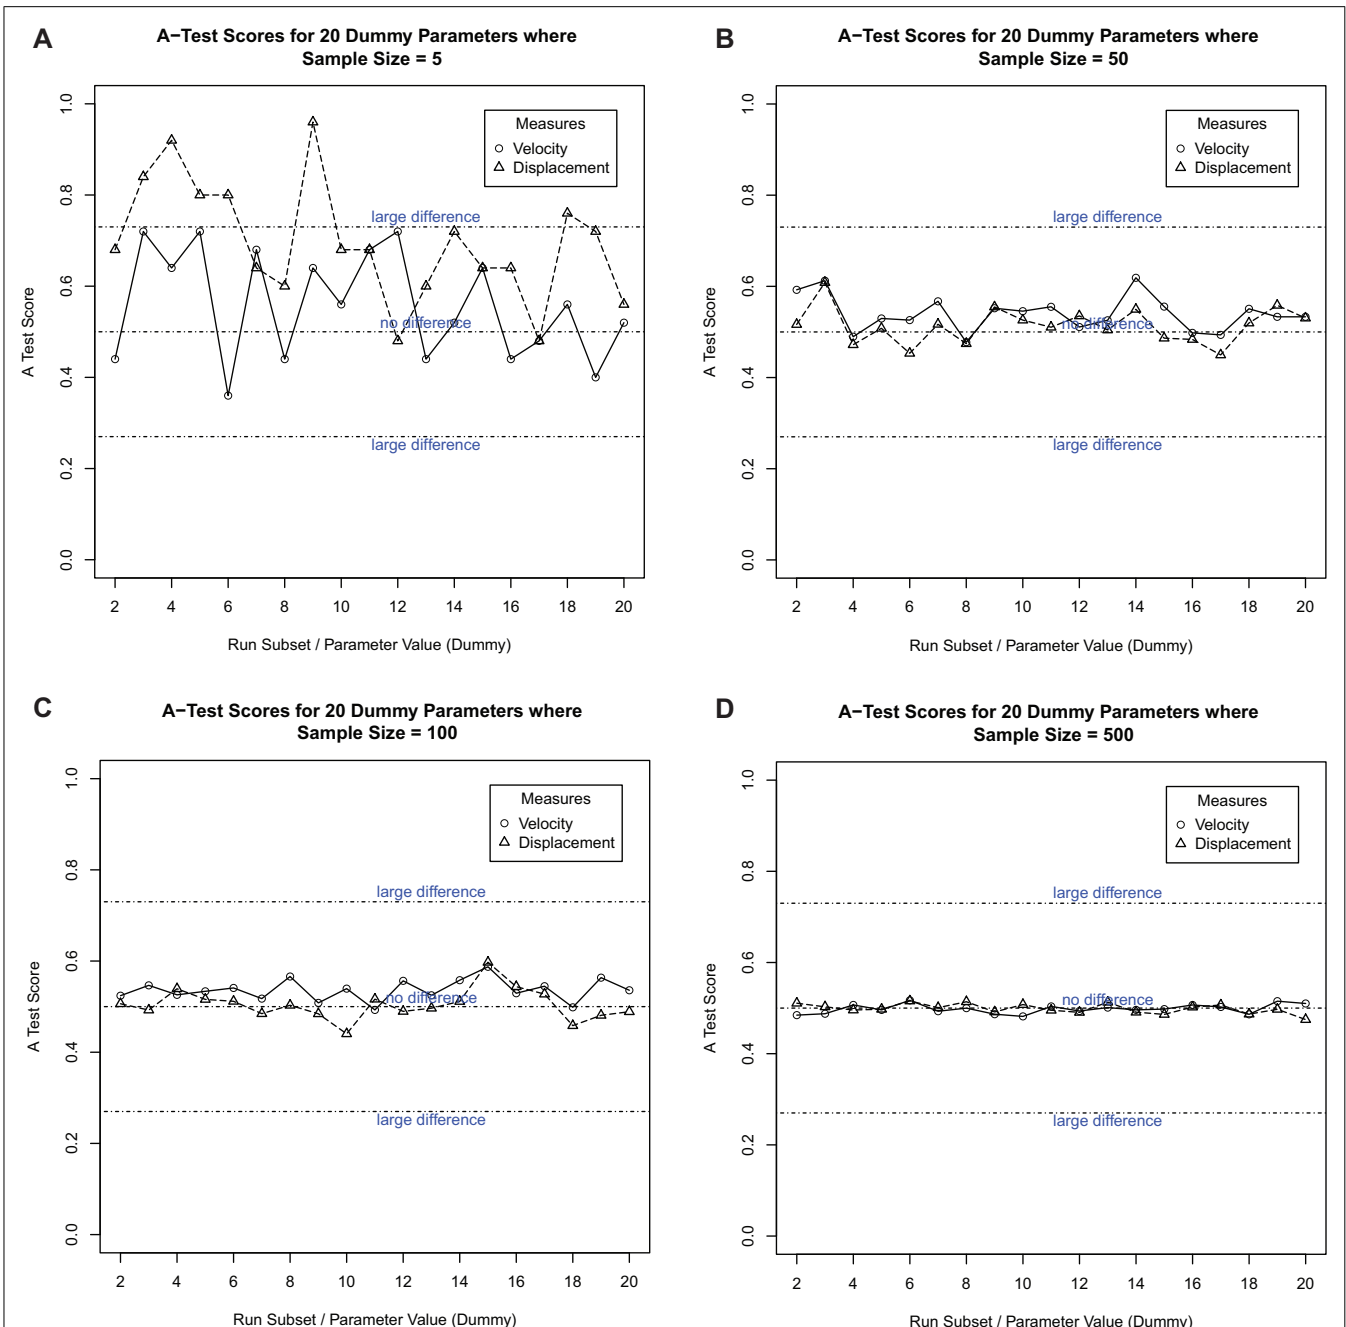 A
A−Test Scores for 20 Dummy Parameters where
Sample Size = 5
1.0
0.8
0.6
0.4
0.2
0.0
A Test Score
Measures
Velocity
Displacement
large difference
no difference
large difference
2 4 6 8 10 12 14 16 18 20
Run Subset / Parameter Value (Dummy)
B
A−Test Scores for 20 Dummy Parameters where
Sample Size = 50
1.0
0.8
0.6
0.4
0.2
0.0
A Test Score
Measures
Velocity
Displacement
large difference
no difference
large difference
2 4 6 8 10 12 14 16 18 20
Run Subset / Parameter Value (Dummy)
C
A−Test Scores for 20 Dummy Parameters where
Sample Size = 100
1.0
0.8
0.6
0.4
0.2
0.0
A Test Score
Measures
Velocity
Displacement
large difference
no difference
large difference
2 4 6 8 10 12 14 16 18 20
Run Subset / Parameter Value (Dummy)
D
A−Test Scores for 20 Dummy Parameters where
Sample Size = 500
1.0
0.8
0.6
0.4
0.2
0.0
A Test Score
Measures
Velocity
Displacement
large difference
no difference
large difference
2 4 6 8 10 12 14 16 18 20
Run Subset / Parameter Value (Dummy)